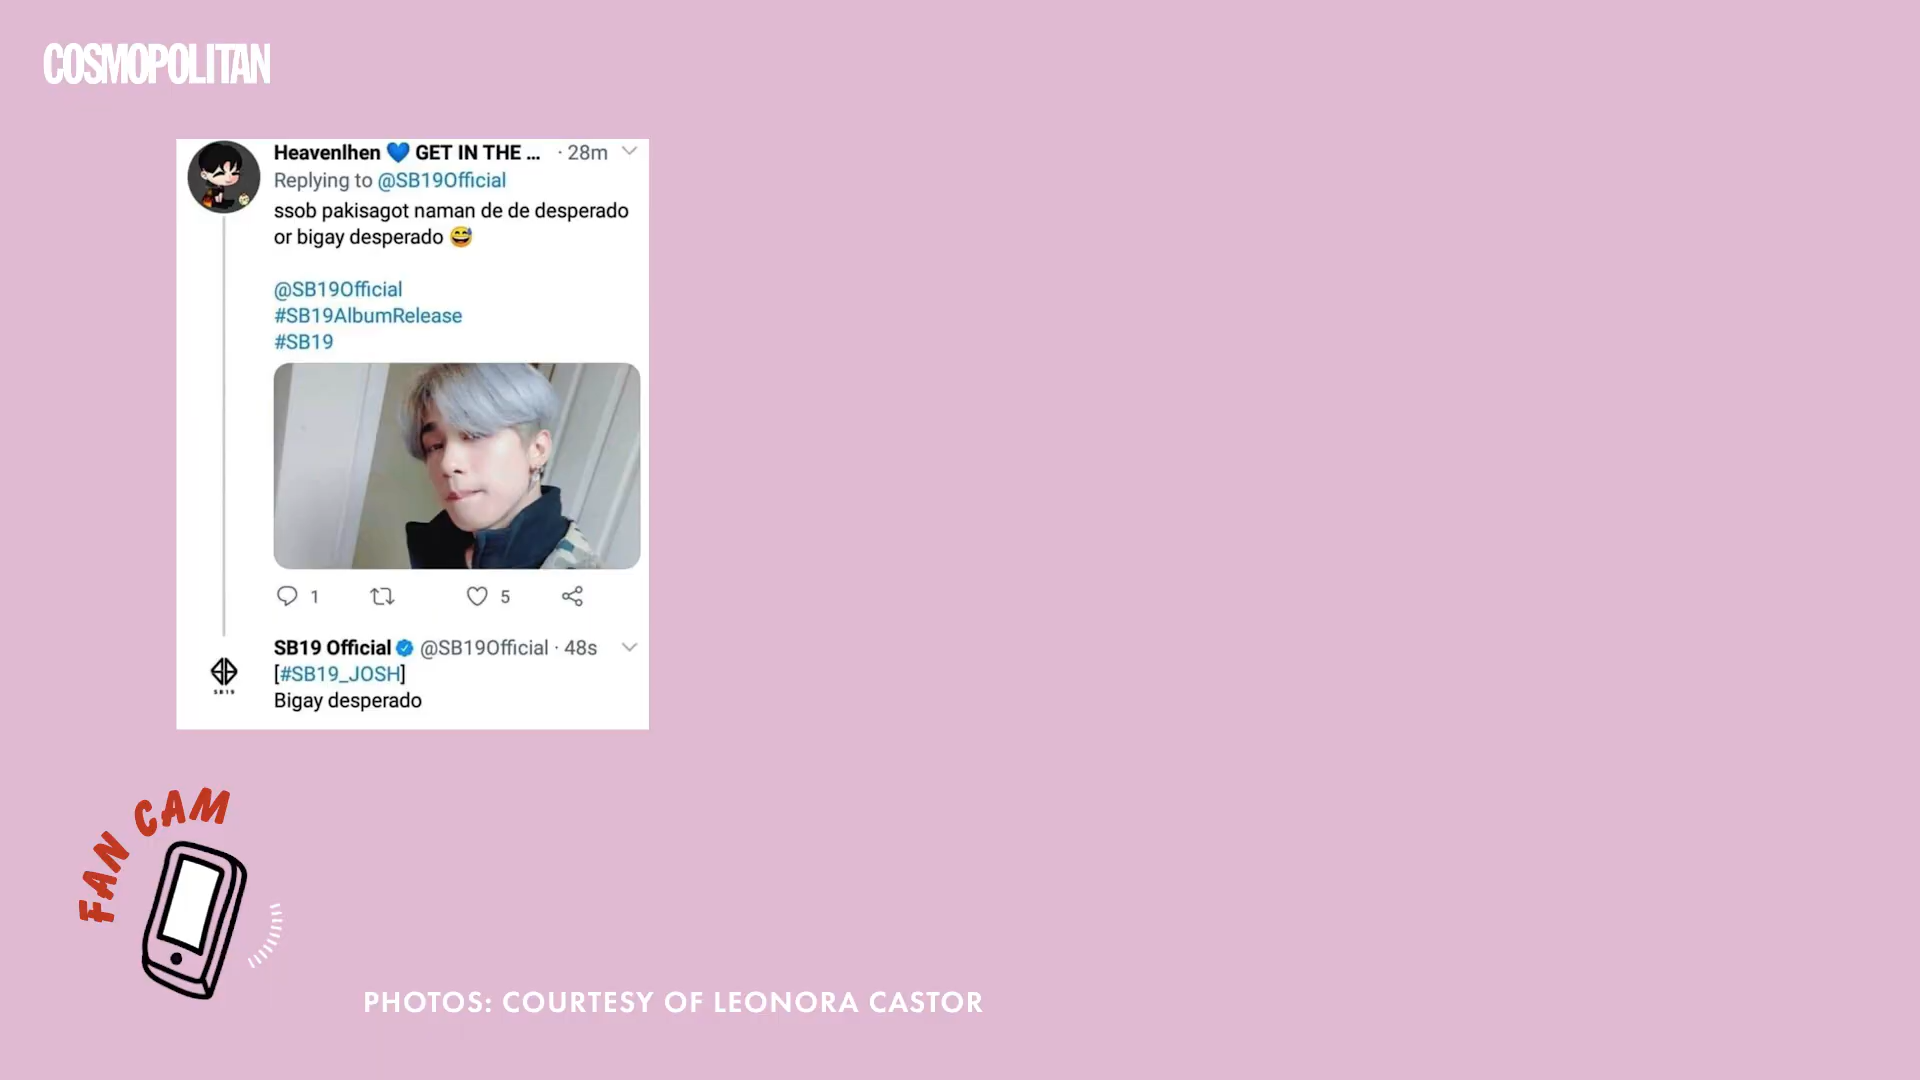 COSMOPOLITAN
Heavenlhen 💙 GET IN THE ... · 28m
Replying to @SB19Official
ssob pakisagot naman de de desperado
or bigay desperado 😅
@SB19Official
#SB19AlbumRelease
#SB19
1 5
SB19 Official @SB19Official · 48s
[#SB19_JOSH]
Bigay desperado
SB19
FAN CAM
PHOTOS: COURTESY OF LEONORA CASTOR